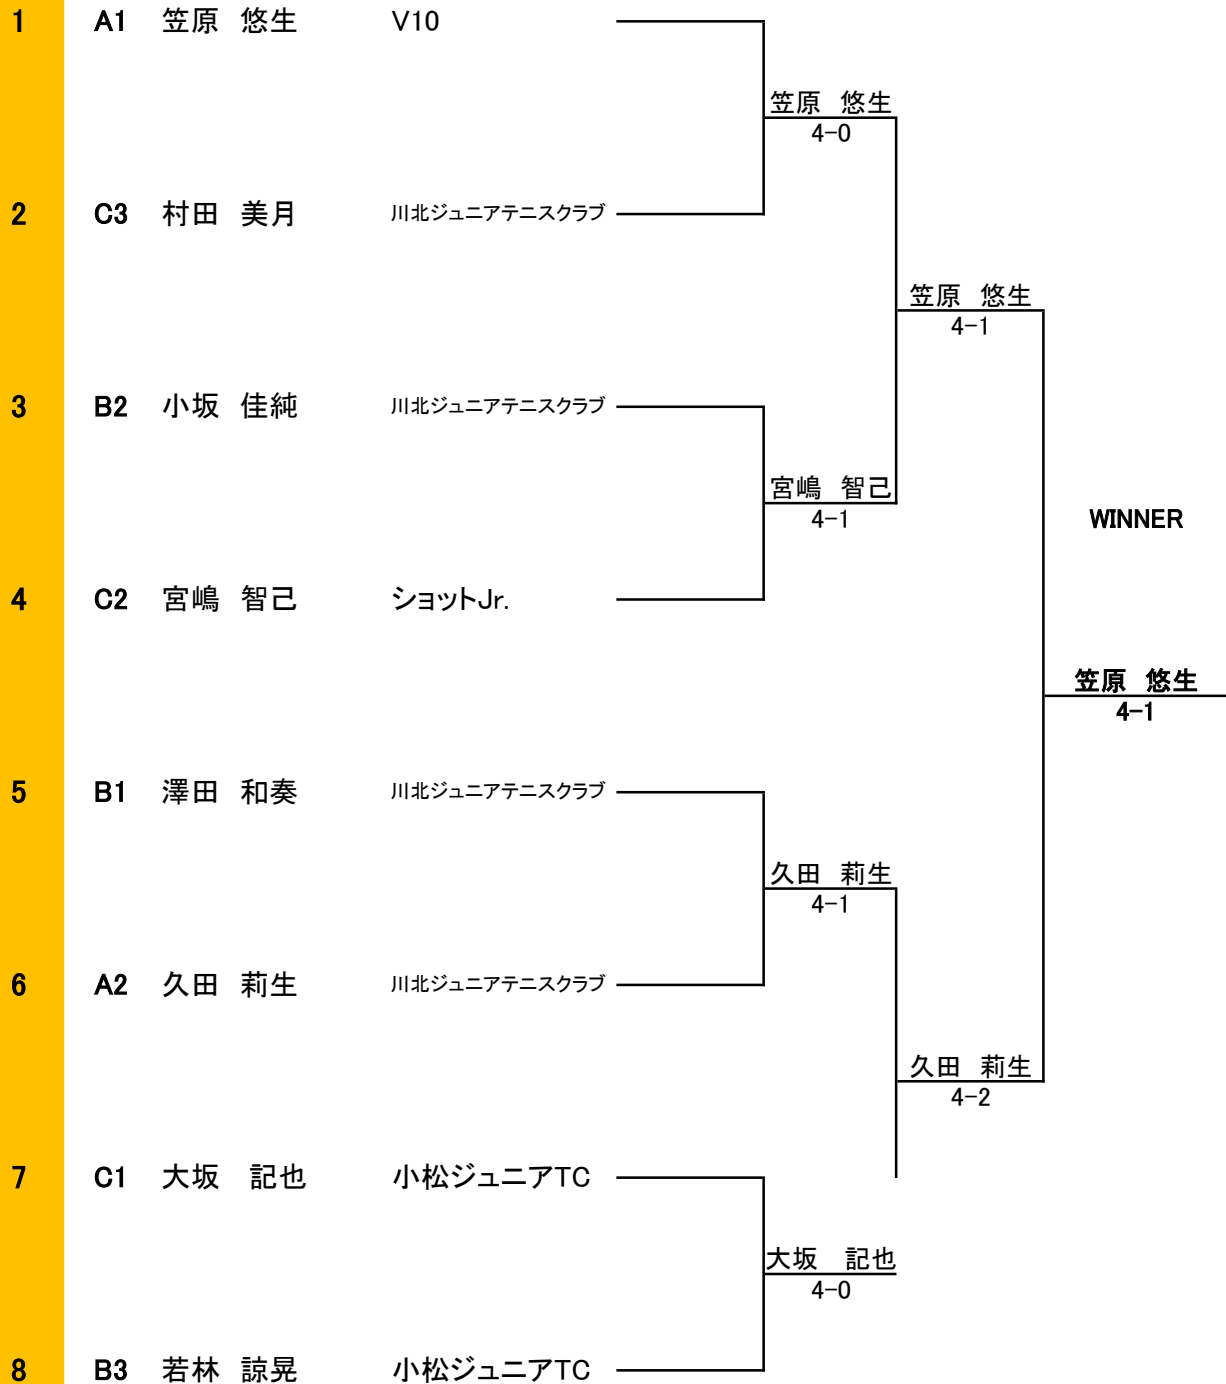 1 A1 笠原 悠生 V10
笠原 悠生
4-0
2 C3 村田 美月 川北ジュニアテニスクラブ
笠原 悠生
4-1
3 B2 小坂 佳純 川北ジュニアテニスクラブ
宮嶋 智己
4-1
WINNER
4 C2 宮嶋 智己 ショットJr.
笠原 悠生
4-1
5 B1 澤田 和奏 川北ジュニアテニスクラブ
久田 莉生
4-1
6 A2 久田 莉生 川北ジュニアテニスクラブ
久田 莉生
4-2
7 C1 大坂 記也 小松ジュニアTC
大坂 記也
4-0
8 B3 若林 諒晃 小松ジュニアTC